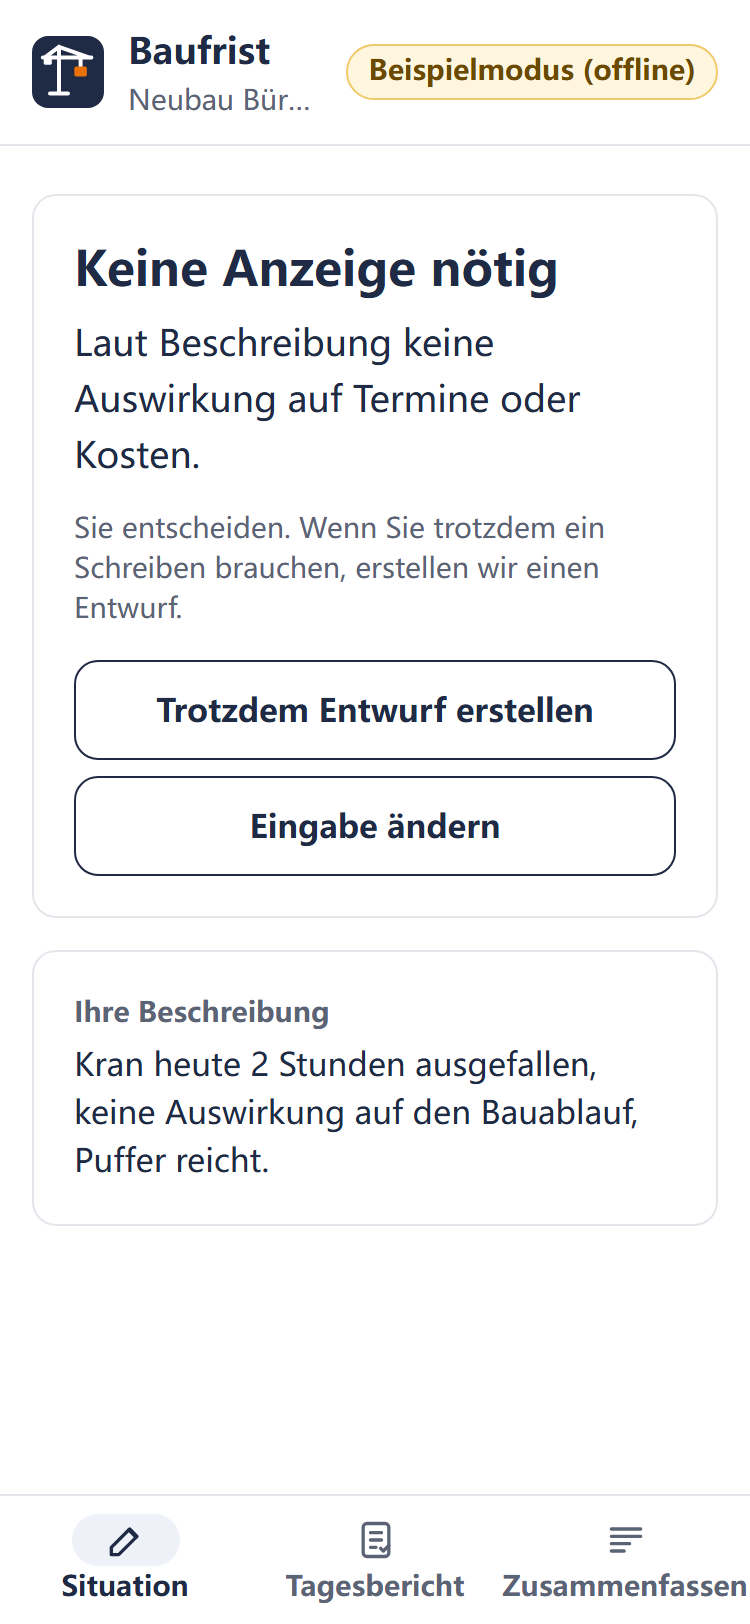 Baufrist
Neubau Bür...
Beispielmodus (offline)
Keine Anzeige nötig
Laut Beschreibung keine
Auswirkung auf Termine oder
Kosten.
Sie entscheiden. Wenn Sie trotzdem ein
Schreiben brauchen, erstellen wir einen
Entwurf.
Trotzdem Entwurf erstellen
Eingabe ändern
Ihre Beschreibung
Kran heute 2 Stunden ausgefallen,
keine Auswirkung auf den Bauablauf,
Puffer reicht.
Situation
Tagesbericht
Zusammenfassen